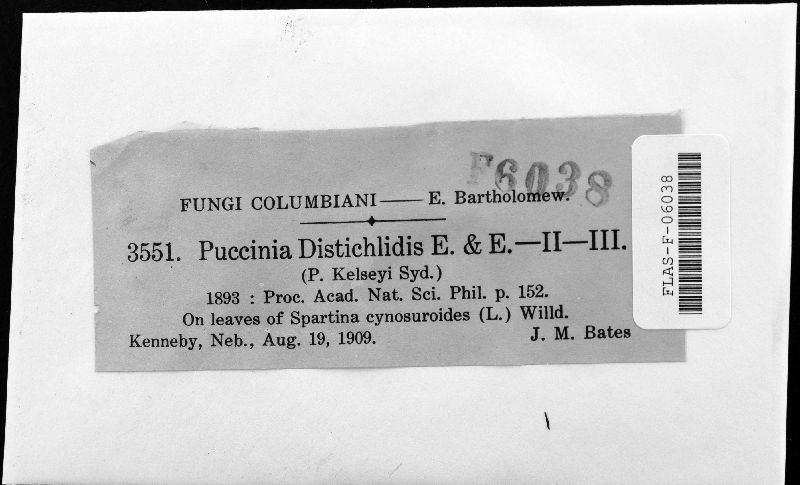 F6038
FUNGI COLUMBIANI—— E. Bartholomew.
3551. Puccinia Distichlidis E. & E.—II—III.
(P. Kelseyi Syd.)
1893 : Proc. Acad. Nat. Sci. Phil. p. 152.
On leaves of Spartina cynosuroides (L.) Willd.
Kenneby, Neb., Aug. 19, 1909. J. M. Bates
FLAS-F-06038